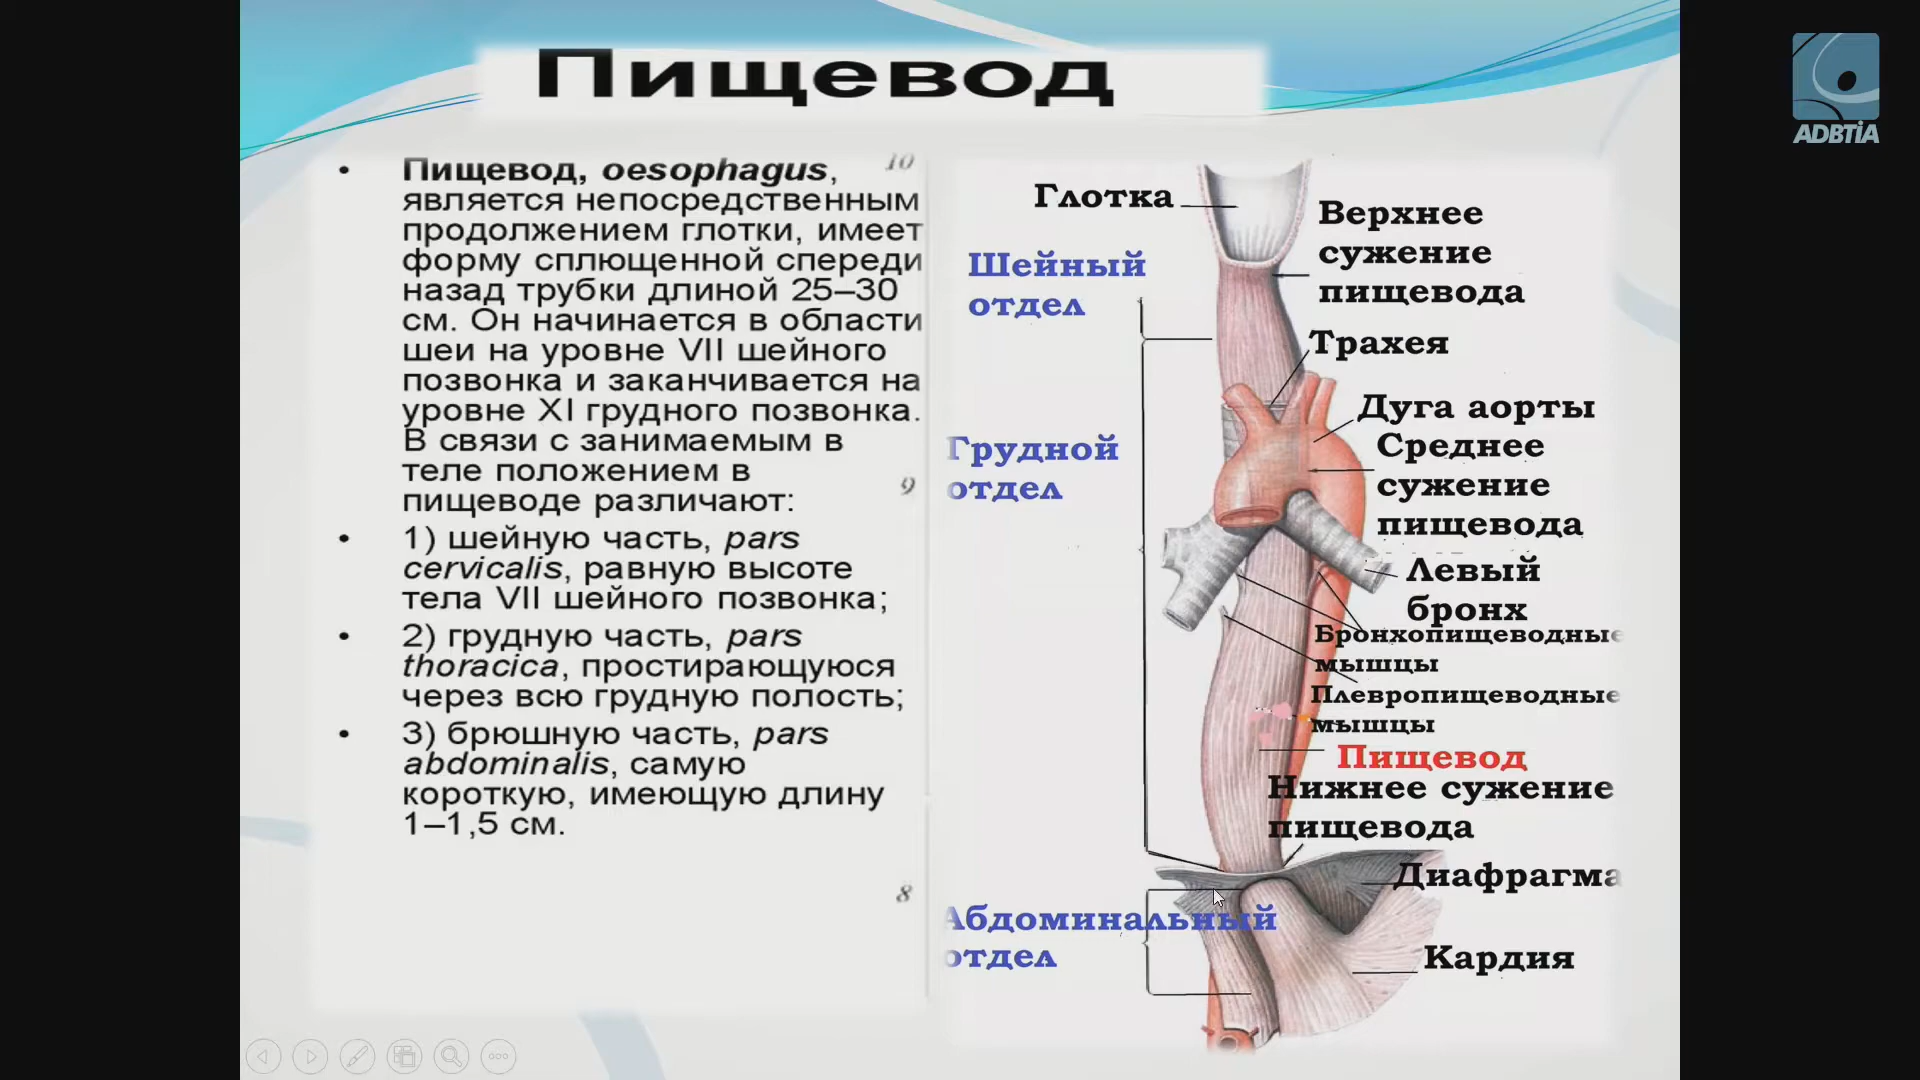 Пищевод
ADBTİA
• Пищевод, oesophagus,
является непосредственным
продолжением глотки, имеет
форму сплющенной спереди
назад трубки длиной 25–30
см. Он начинается в области
шеи на уровне VII шейного
позвонка и заканчивается на
уровне XI грудного позвонка.
В связи с занимаемым в
теле положением в
пищеводе различают:
• 1) шейную часть, pars
cervicalis, равную высоте
тела VII шейного позвонка;
• 2) грудную часть, pars
thoracica, простирающуюся
через всю грудную полость;
• 3) брюшную часть, pars
abdominalis, самую
короткую, имеющую длину
1–1,5 см.
10
9
8
Глотка
Шейный
отдел
Грудной
отдел
Абдоминальный
отдел
Верхнее
сужение
пищевода
Трахея
Дуга аорты
Среднее
сужение
пищевода
Левый
бронх
Бронхопищеводные
мышцы
Плевропищеводные
мышцы
Пищевод
Нижнее сужение
пищевода
Диафрагма
Кардия